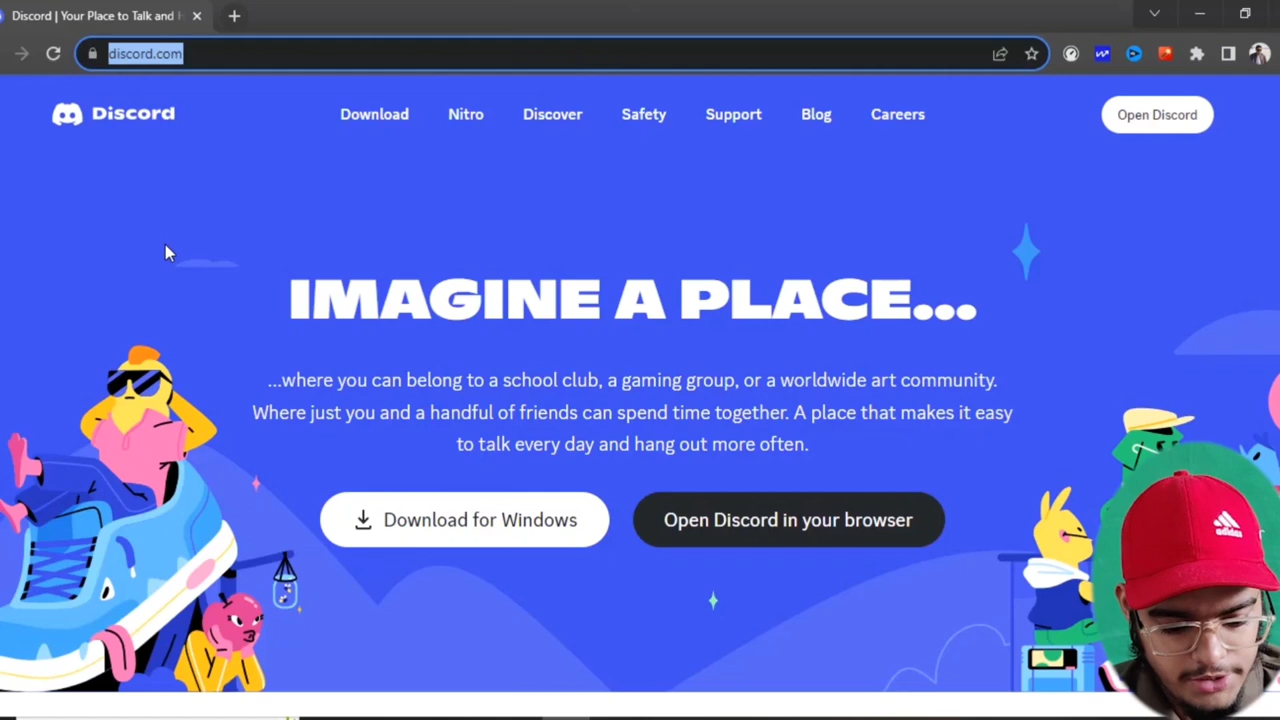 Discord | Your Place to Talk and
discord.com
Discord
Download
Nitro
Discover
Safety
Support
Blog
Careers
Open Discord
IMAGINE A PLACE...
...where you can belong to a school club, a gaming group, or a worldwide art community.
Where just you and a handful of friends can spend time together. A place that makes it easy
to talk every day and hang out more often.
Download for Windows
Open Discord in your browser
adidas